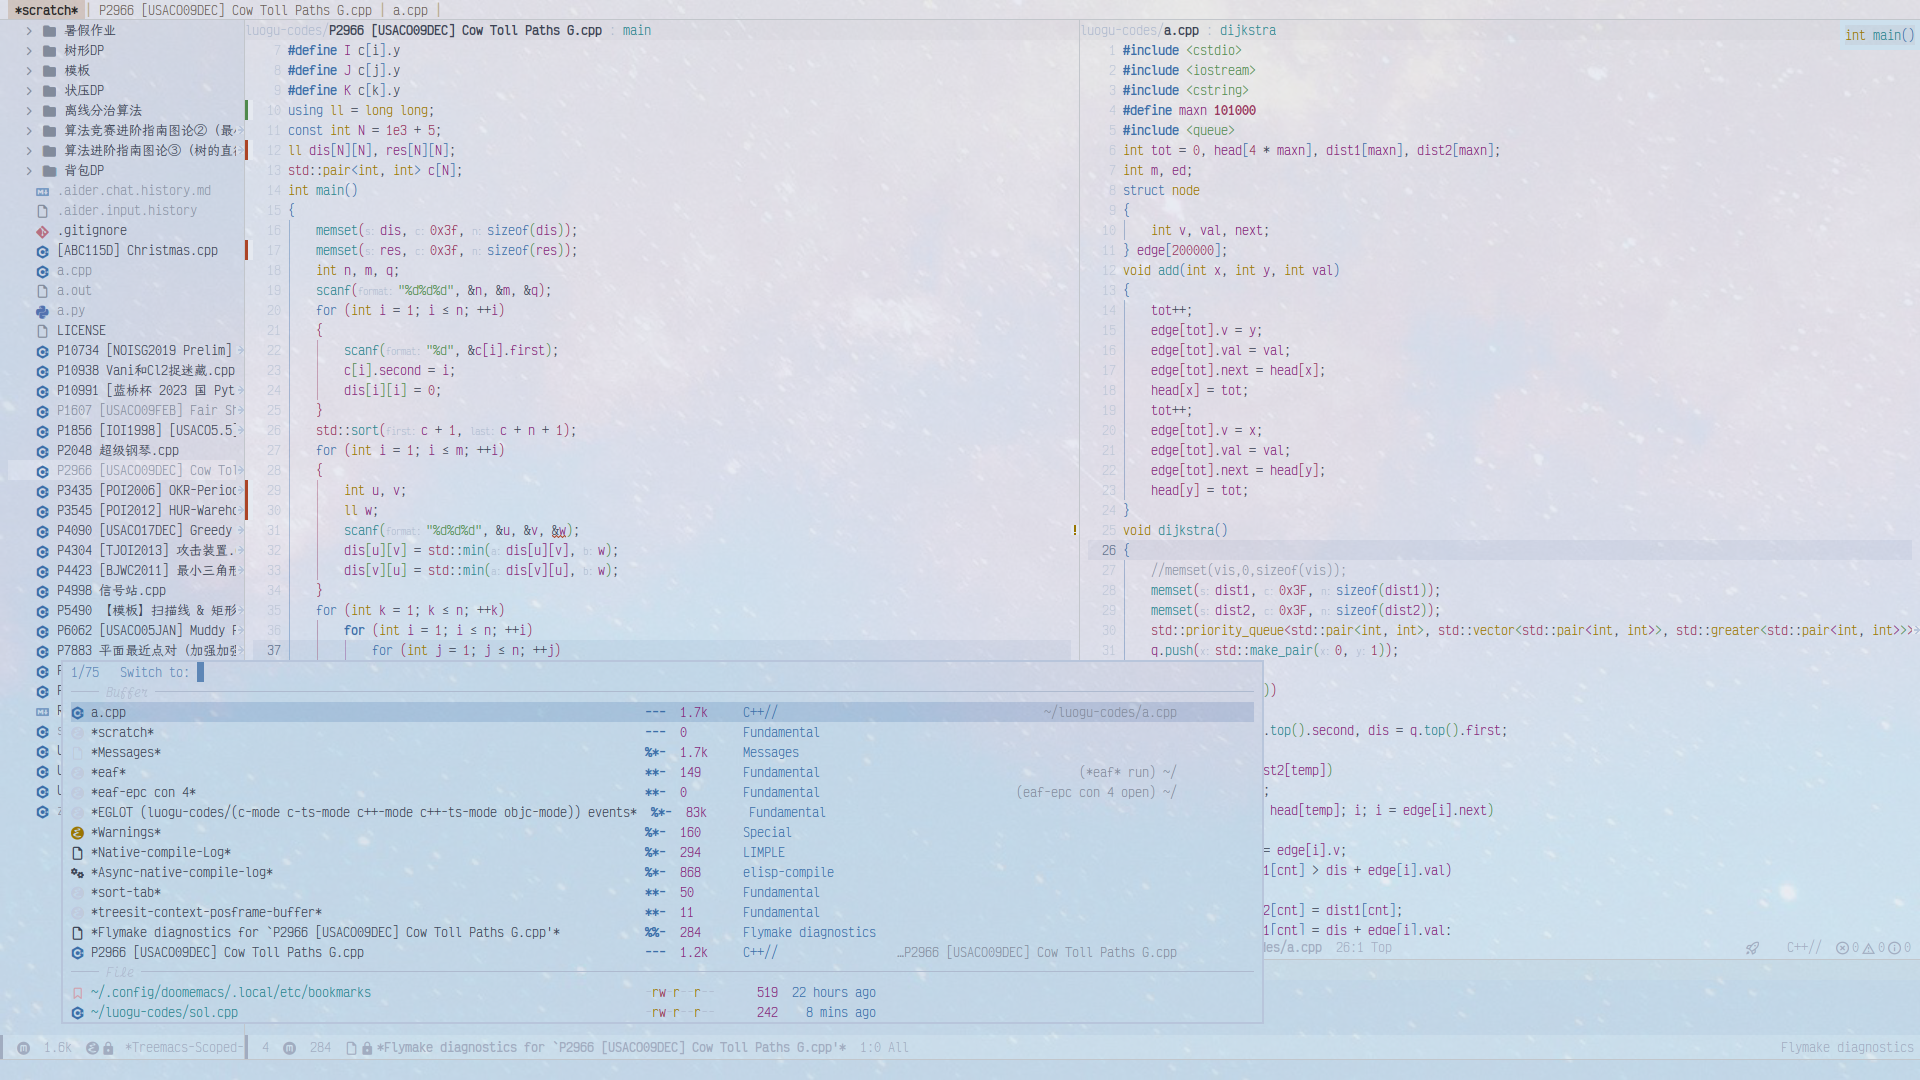 *scratch* | P2966 [USACO09DEC] Cow Toll Paths G.cpp | a.cpp |
暑假作业
树形DP
模板
状压DP
离线分治算法
算法竞赛进阶指南图论②（最
算法进阶指南图论③（树的直
背包DP
.aider.chat.history.md
.aider.input.history
.gitignore
[ABC115D] Christmas.cpp
a.cpp
a.out
a.py
LICENSE
P10734 [NOISG2019 Prelim]
P10938 Vani和Cl2捉迷藏.cpp
P10991 [蓝桥杯 2023 国 Pyt
P1607 [USACO09FEB] Fair Sh
P1856 [IOI1998] [USACO5.5]
P2048 超级钢琴.cpp
P2966 [USACO09DEC] Cow Tol
P3435 [POI2006] OKR-Perioc
P3545 [POI2012] HUR-Wareho
P4090 [USACO17DEC] Greedy
P4304 [TJOI2013] 攻击装置.
P4423 [BJWC2011] 最小三角形
P4998 信号站.cpp
P5490 【模板】扫描线 & 矩形
P6062 [USACO05JAN] Muddy F
P7883 平面最近点对（加强加强
luogu-codes/P2966 [USACO09DEC] Cow Toll Paths G.cpp : main
7 #define I c[i].y
8 #define J c[j].y
9 #define K c[k].y
10 using ll = long long;
11 const int N = 1e3 + 5;
12 ll dis[N][N], res[N][N];
13 std::pair<int, int> c[N];
14 int main()
15 {
16 memset(s: dis, c: 0x3f, n: sizeof(dis));
17 memset(s: res, c: 0x3f, n: sizeof(res));
18 int n, m, q;
19 scanf(format: "%d%d%d", &n, &m, &q);
20 for (int i = 1; i ≤ n; ++i)
21 {
22 scanf(format: "%d", &c[i].first);
23 c[i].second = i;
24 dis[i][i] = 0;
25 }
26 std::sort(first: c + 1, last: c + n + 1);
27 for (int i = 1; i ≤ m; ++i)
28 {
29 int u, v;
30 ll w;
31 scanf(format: "%d%d%d", &u, &v, &w);
32 dis[u][v] = std::min(a: dis[u][v], b: w);
33 dis[v][u] = std::min(a: dis[v][u], b: w);
34 }
35 for (int k = 1; k ≤ n; ++k)
36 for (int i = 1; i ≤ n; ++i)
37 for (int j = 1; j ≤ n; ++j)
luogu-codes/a.cpp : dijkstra
int main()
1 #include <cstdio>
2 #include <iostream>
3 #include <cstring>
4 #define maxn 101000
5 #include <queue>
6 int tot = 0, head[4 * maxn], dist1[maxn], dist2[maxn];
7 int m, ed;
8 struct node
9 {
10 int v, val, next;
11 } edge[200000];
12 void add(int x, int y, int val)
13 {
14 tot++;
15 edge[tot].v = y;
16 edge[tot].val = val;
17 edge[tot].next = head[x];
18 head[x] = tot;
19 tot++;
20 edge[tot].v = x;
21 edge[tot].val = val;
22 edge[tot].next = head[y];
23 head[y] = tot;
24 }
! 25 void dijkstra()
26 {
27 //memset(vis,0,sizeof(vis));
28 memset(s: dist1, c: 0x3F, n: sizeof(dist1));
29 memset(s: dist2, c: 0x3F, n: sizeof(dist2));
30 std::priority_queue<std::pair<int, int>, std::vector<std::pair<int, int>>, std::greater<std::pair<int, int>>>
31 q.push(x: std::make_pair(x: 0, y: 1));
))
.top().second, dis = q.top().first;
st2[temp])
;
head[temp]; i; i = edge[i].next)
= edge[i].v;
1[cnt] > dis + edge[i].val)
2[cnt] = dist1[cnt];
1[cnt] = dis + edge[i].val;
es/a.cpp 26:1 Top C++// 0 0 0
1/75 Switch to:
Buffer
a.cpp --- 1.7k C++// ~/luogu-codes/a.cpp
*scratch* --- 0 Fundamental
*Messages* %*- 1.7k Messages
*eaf* **- 149 Fundamental (*eaf* run) ~/
*eaf-epc con 4* **- 0 Fundamental (eaf-epc con 4 open) ~/
*EGLOT (luogu-codes/(c-mode c-ts-mode c++-mode c++-ts-mode objc-mode)) events* %*- 83k Fundamental
*Warnings* %*- 160 Special
*Native-compile-Log* %*- 294 LIMPLE
*Async-native-compile-log* %*- 868 elisp-compile
*sort-tab* **- 50 Fundamental
*treesit-context-posframe-buffer* **- 11 Fundamental
*Flymake diagnostics for `P2966 [USACO09DEC] Cow Toll Paths G.cpp'* %%- 284 Flymake diagnostics
P2966 [USACO09DEC] Cow Toll Paths G.cpp --- 1.2k C++// …P2966 [USACO09DEC] Cow Toll Paths G.cpp
File
~/.config/doomemacs/.local/etc/bookmarks -rw-r--r-- 519 22 hours ago
~/luogu-codes/sol.cpp -rw-r--r-- 242 8 mins ago
1.6k *Treemacs-Scoped-
4 284 *Flymake diagnostics for `P2966 [USACO09DEC] Cow Toll Paths G.cpp'* 1:0 All Flymake diagnostics